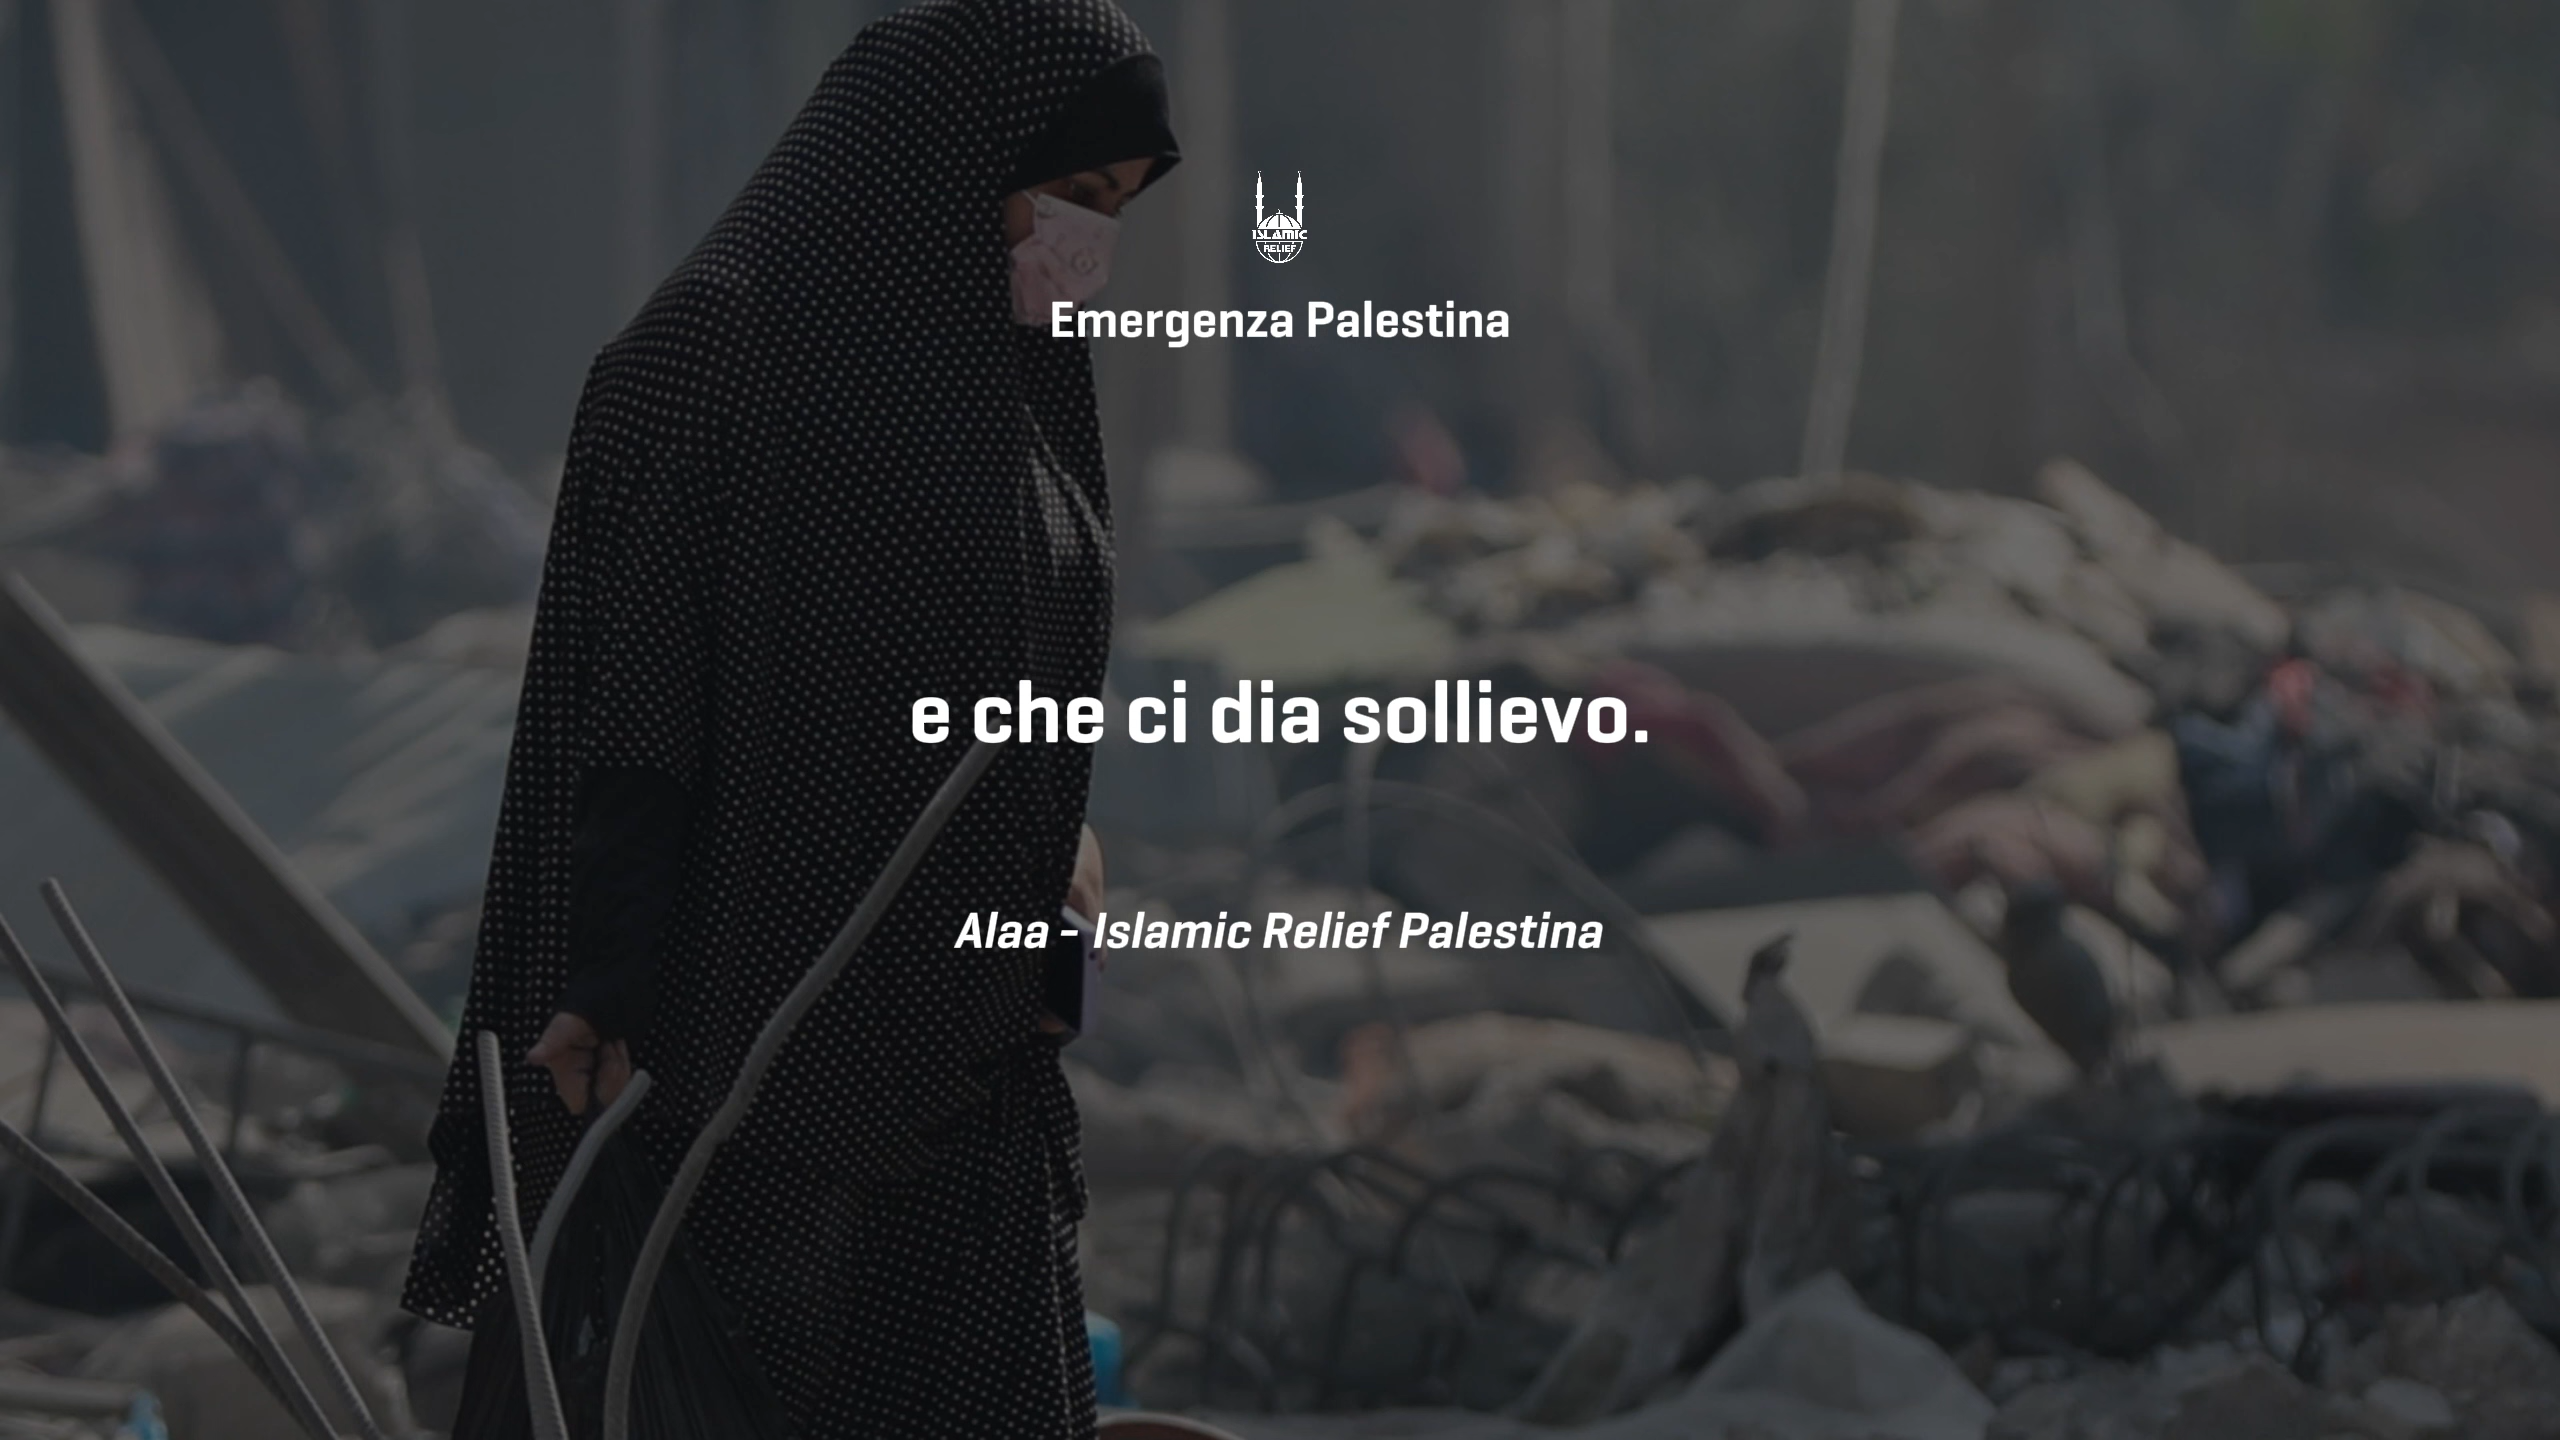 ISLAMIC
RELIEF
Emergenza Palestina
e che ci dia sollievo.
Alaa - Islamic Relief Palestina